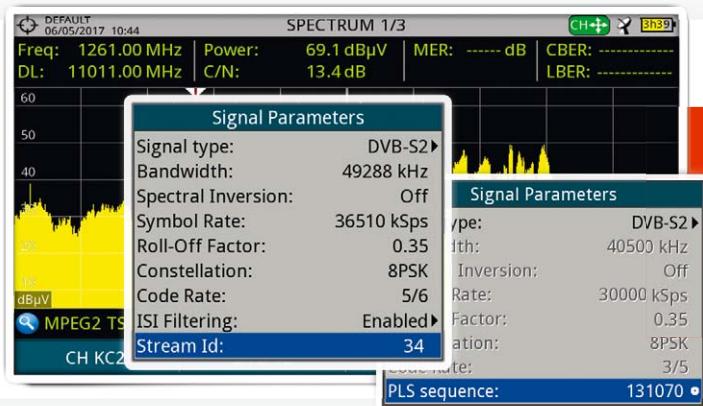 DEFAULT
06/05/2017 10:44
SPECTRUM 1/3
CH
3h39
Freq: 1261.00 MHz Power: 69.1 dBµV MER: ------ dB CBER: -------------
DL: 11011.00 MHz C/N: 13.4 dB LBER: -------------
60
50
40
dBµV
MPEG2 TS
CH KC2
Signal Parameters
Signal type: DVB-S2
Bandwidth: 49288 kHz
Spectral Inversion: Off
Symbol Rate: 36510 kSps
Roll-Off Factor: 0.35
Constellation: 8PSK
Code Rate: 5/6
ISI Filtering: Enabled
Stream Id: 34
Signal Parameters
ype: DVB-S2
dth: 40500 kHz
Inversion: Off
Rate: 30000 kSps
Factor: 0.35
ation: 8PSK
Code Rate: 3/5
PLS sequence: 131070